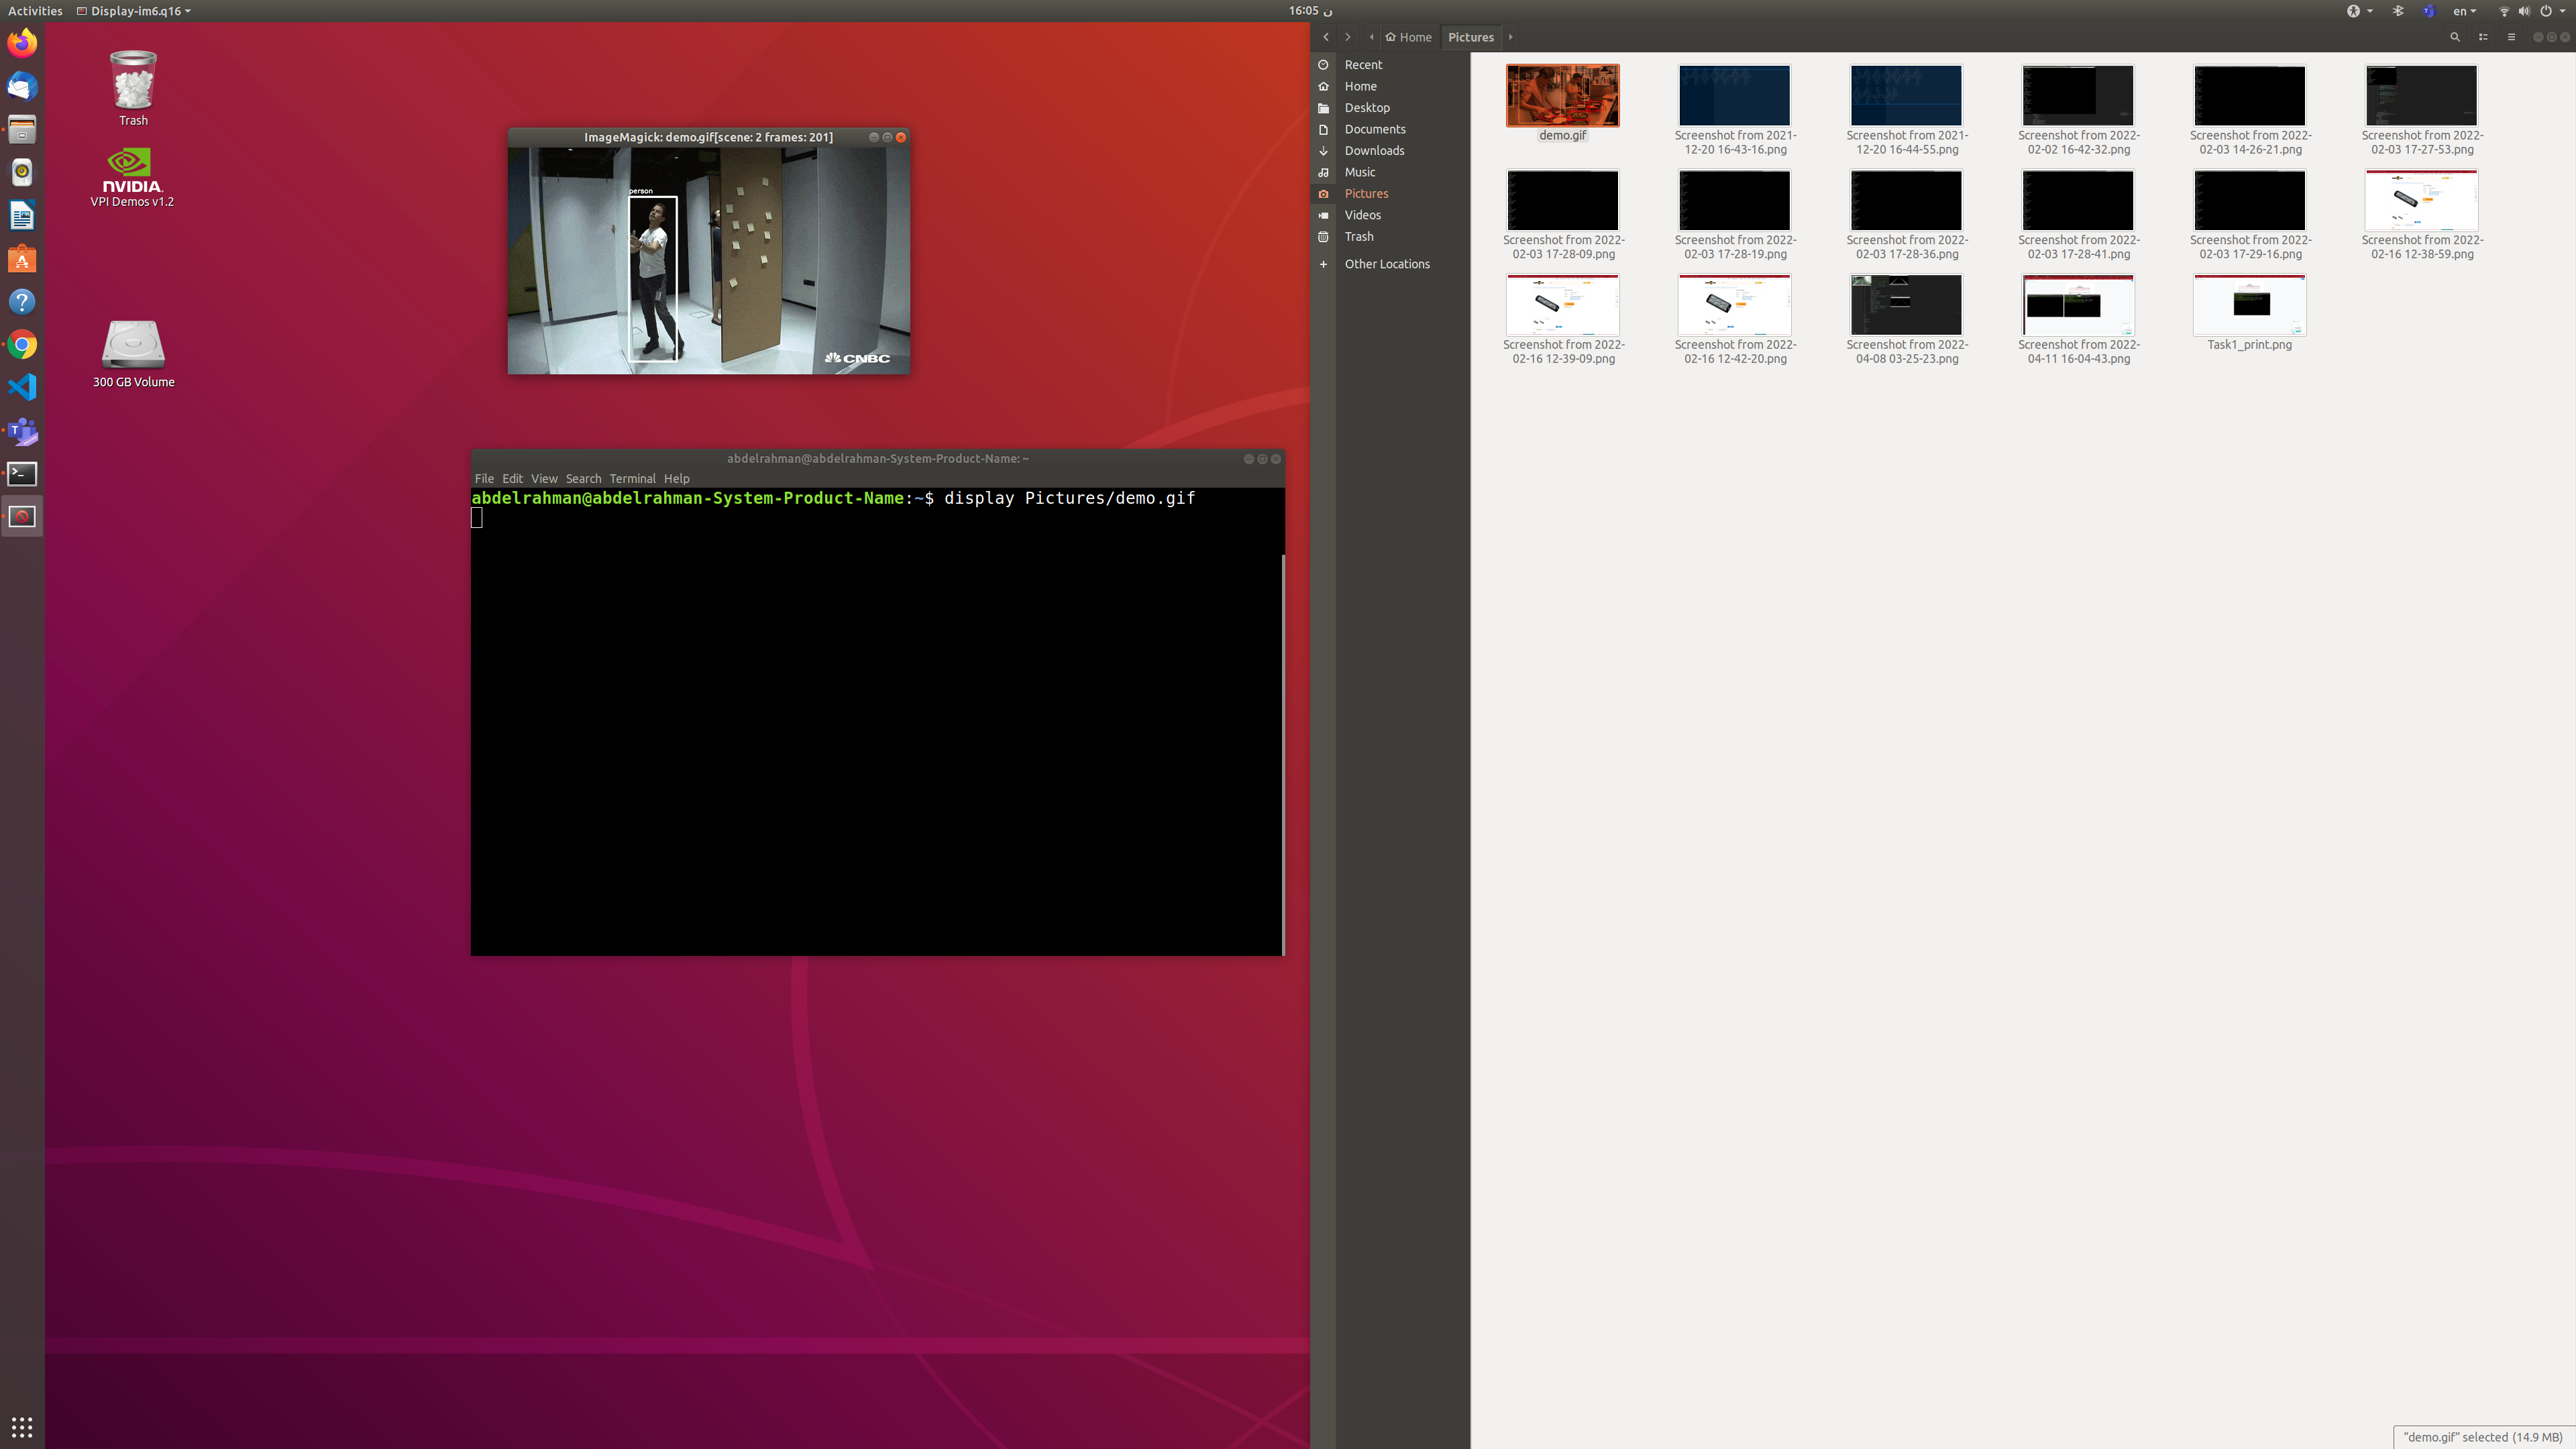 Activities
Display-im6.q16
16:05 ن
en
Trash
NVIDIA.
VPI Demos v1.2
300 GB Volume
ImageMagick: demo.gif[scene: 2 frames: 201]
person
CNBC
abdelrahman@abdelrahman-System-Product-Name: ~
File Edit View Search Terminal Help
abdelrahman@abdelrahman-System-Product-Name:~$ display Pictures/demo.gif
Home
Pictures
Recent
Home
Desktop
Documents
Downloads
Music
Pictures
Videos
Trash
Other Locations
demo.gif
Screenshot from 2021-
12-20 16-43-16.png
Screenshot from 2021-
12-20 16-44-55.png
Screenshot from 2022-
02-02 16-42-32.png
Screenshot from 2022-
02-03 14-26-21.png
Screenshot from 2022-
02-03 17-27-53.png
Screenshot from 2022-
02-03 17-28-09.png
Screenshot from 2022-
02-03 17-28-19.png
Screenshot from 2022-
02-03 17-28-36.png
Screenshot from 2022-
02-03 17-28-41.png
Screenshot from 2022-
02-03 17-29-16.png
Screenshot from 2022-
02-16 12-38-59.png
Screenshot from 2022-
02-16 12-39-09.png
Screenshot from 2022-
02-16 12-42-20.png
Screenshot from 2022-
04-08 03-25-23.png
Screenshot from 2022-
04-11 16-04-43.png
Task1_print.png
"demo.gif" selected (14.9 MB)